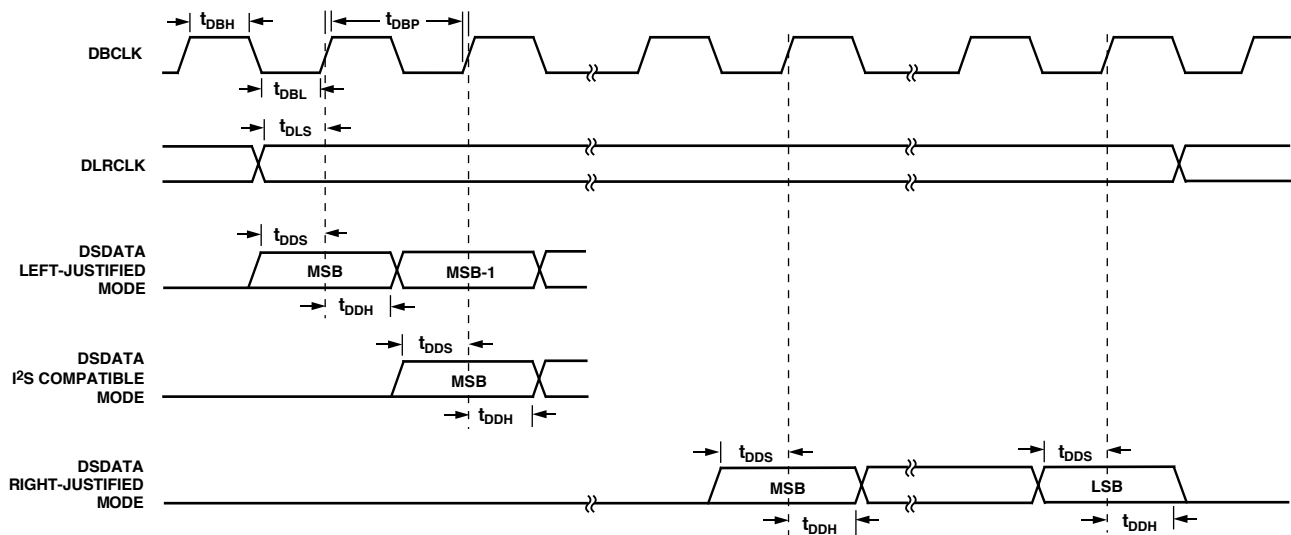 tDBH
tDBP
DBCLK
tDBL
tDLS
DLRCLK
tDDS
DSDATA
LEFT-JUSTIFIED
MODE
MSB
MSB-1
tDDH
DSDATA
I²S COMPATIBLE
MODE
tDDS
MSB
tDDH
DSDATA
RIGHT-JUSTIFIED
MODE
tDDS
tDDS
MSB
LSB
tDDH
tDDH